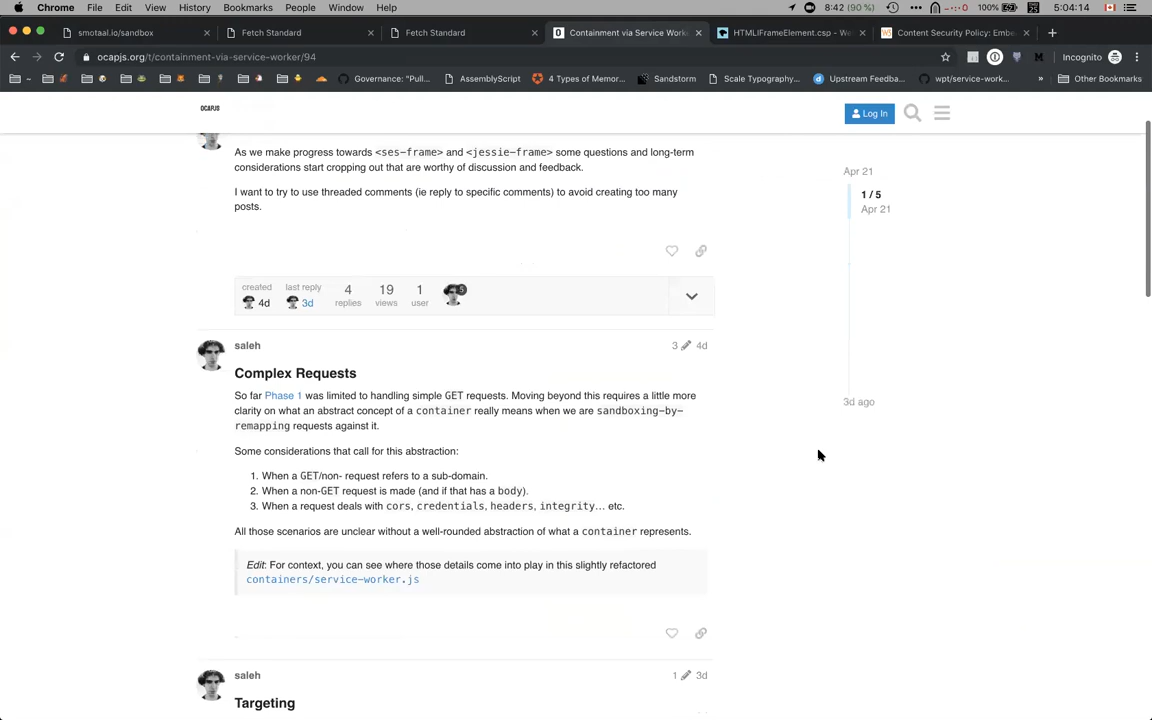 Chrome File Edit View History Bookmarks People Window Help 8:42 (90 %) 100% 5:04:14
smotaal.io/sandbox × Fetch Standard × Fetch Standard × Containment via Service Work × HTMLIFrameElement.csp - We × Content Security Policy: Embe × +
ocapjs.org/t/containment-via-service-worker/94 Incognito
Governance: "Pull... AssemblyScript 4 Types of Memor... Sandstorm Scale Typography... Upstream Feedba... wpt/service-work... » Other Bookmarks
OCAPJS Log In
As we make progress towards <ses-frame> and <jessie-frame> some questions and long-term
considerations start cropping out that are worthy of discussion and feedback.
I want to try to use threaded comments (ie reply to specific comments) to avoid creating too many
posts.
Apr 21
1 / 5
Apr 21
3d ago
created last reply 4 19 1 5
4d 3d replies views user
saleh 3 4d
Complex Requests
So far Phase 1 was limited to handling simple GET requests. Moving beyond this requires a little more
clarity on what an abstract concept of a container really means when we are sandboxing-by-
remapping requests against it.
Some considerations that call for this abstraction:
1. When a GET/non- request refers to a sub-domain.
2. When a non-GET request is made (and if that has a body).
3. When a request deals with cors, credentials, headers, integrity… etc.
All those scenarios are unclear without a well-rounded abstraction of what a container represents.
Edit: For context, you can see where those details come into play in this slightly refactored
containers/service-worker.js
saleh 1 3d
Targeting